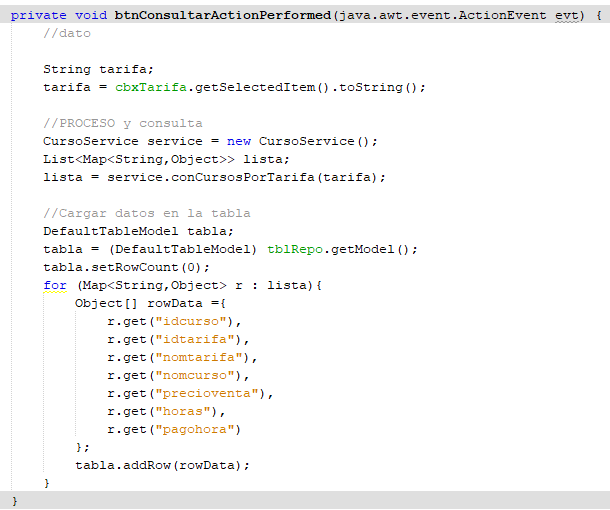 private void btnConsultarActionPerformed(java.awt.event.ActionEvent evt) {
    //dato

    String tarifa;
    tarifa = cbxTarifa.getSelectedItem().toString();

    //PROCESO y consulta
    CursoService service = new CursoService();
    List<Map<String,Object>> lista;
    lista = service.conCursosPorTarifa(tarifa);

    //Cargar datos en la tabla
    DefaultTableModel tabla;
    tabla = (DefaultTableModel) tblRepo.getModel();
    tabla.setRowCount(0);
    for (Map<String,Object> r : lista){
        Object[] rowData ={
            r.get("idcurso"),
            r.get("idtarifa"),
            r.get("nomtarifa"),
            r.get("nomcurso"),
            r.get("precioventa"),
            r.get("horas"),
            r.get("pagohora")
        };
        tabla.addRow(rowData);
    }
}